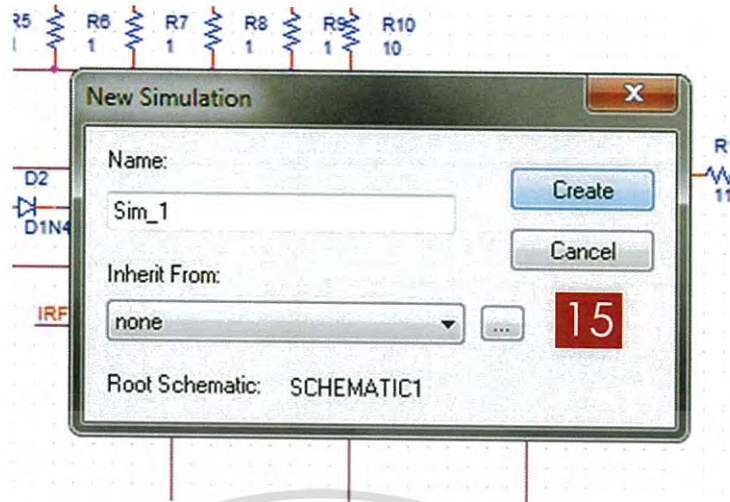 R5 R6 R7 R8 R9 R10
1 1 1 1 10
New Simulation
Name:
Create
Sim_1
Cancel
Inherit From:
none
...
15
Root Schematic: SCHEMATIC1
D2
D1N4
IRF
11